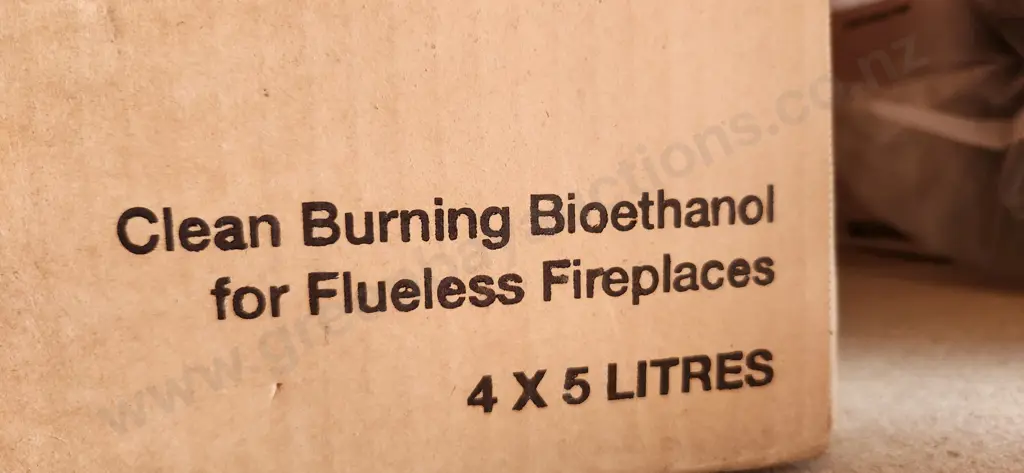 Clean Burning Bioethanol
for Flueless Fireplaces
4 X 5 LITRES